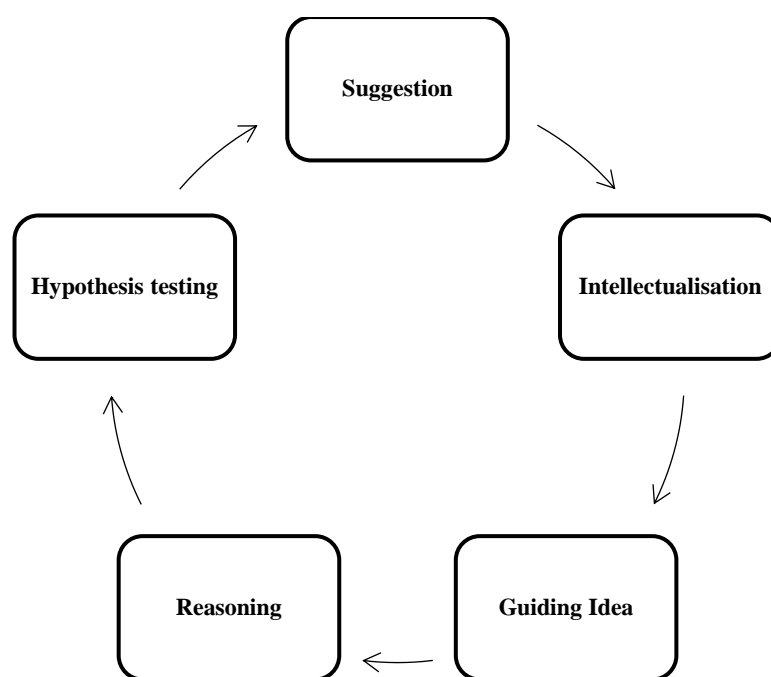 Suggestion
Intellectualisation
Guiding Idea
Reasoning
Hypothesis testing